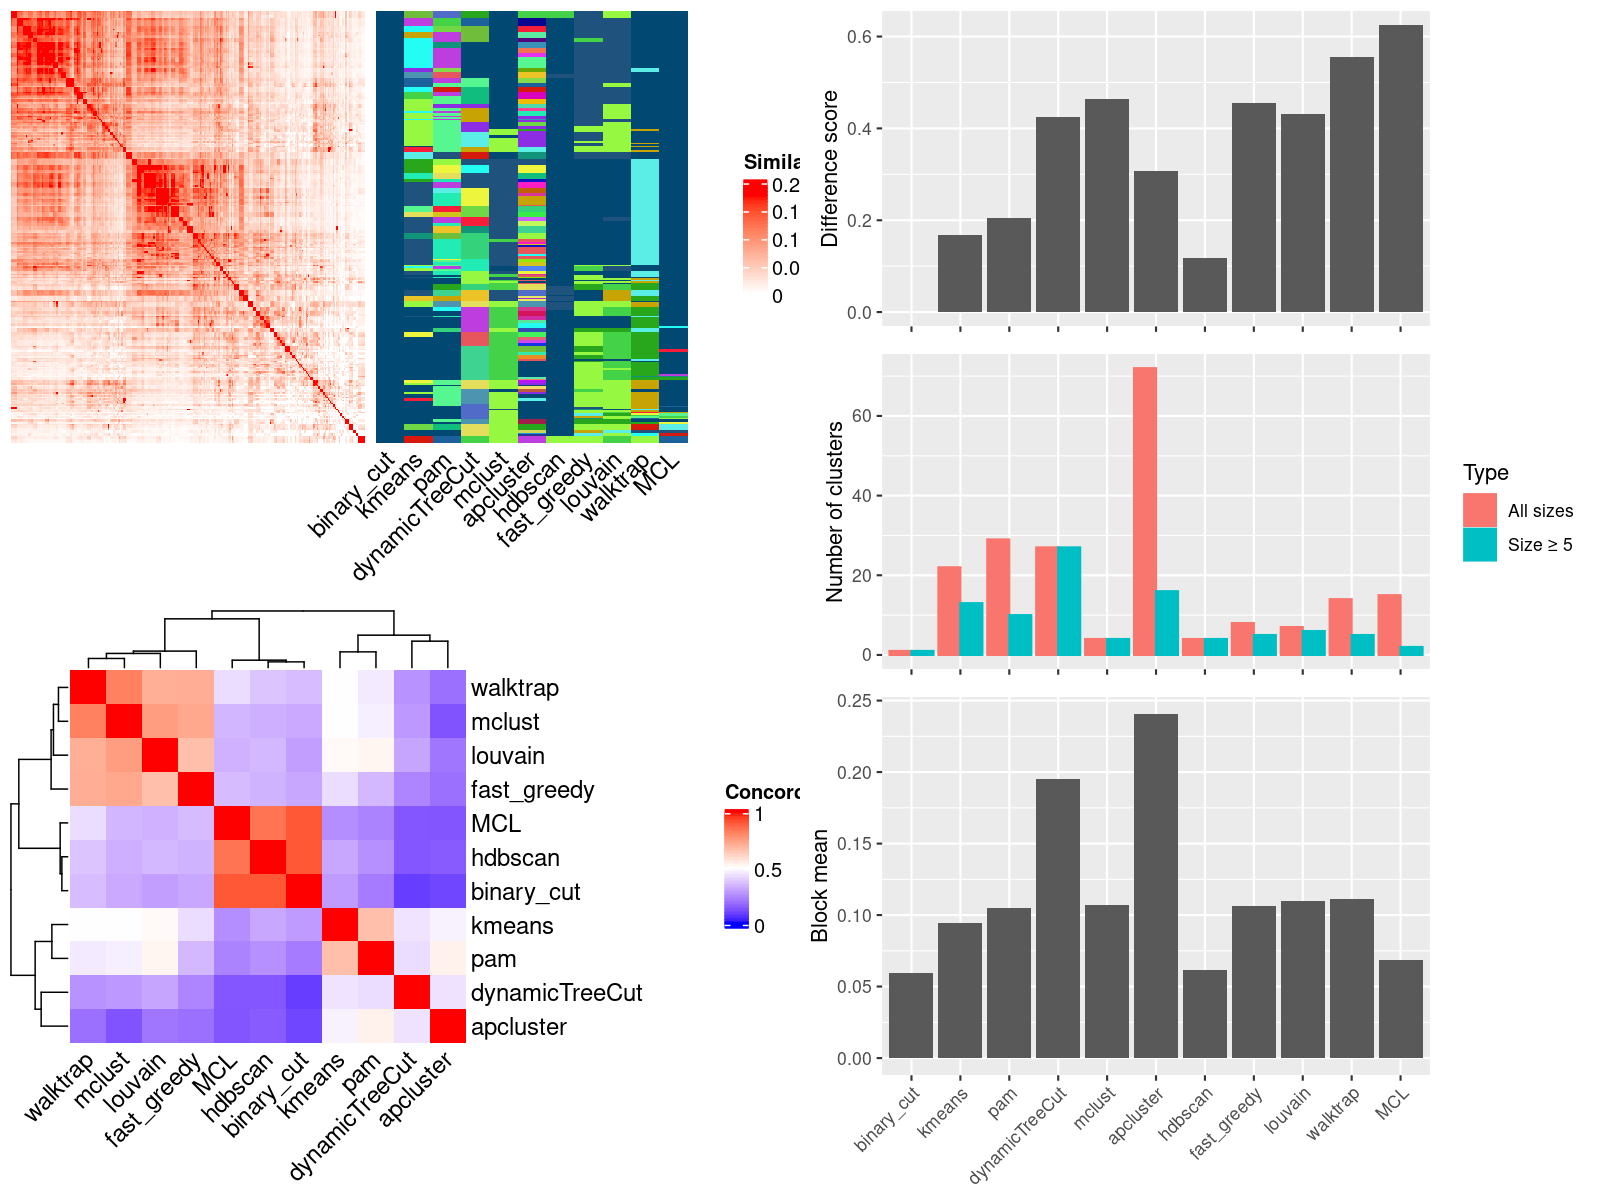 Simila
0.2
0.1
0.1
0.0
0
binary_cut
kmeans
pam
dynamicTreeCut
mclust
apcluster
hdbscan
fast_greedy
louvain
walktrap
MCL
walktrap
mclust
louvain
fast_greedy
MCL
hdbscan
binary_cut
kmeans
pam
dynamicTreeCut
apcluster
walktrap
mclust
louvain
fast_greedy
MCL
hdbscan
binary_cut
kmeans
pam
dynamicTreeCut
apcluster
Concord
1
0.5
0
Difference score
0.6
0.4
0.2
0.0
Number of clusters
60
40
20
0
Type
All sizes
Size ≥ 5
Block mean
0.25
0.20
0.15
0.10
0.05
0.00
binary_cut
kmeans
pam
dynamicTreeCut
mclust
apcluster
hdbscan
fast_greedy
louvain
walktrap
MCL